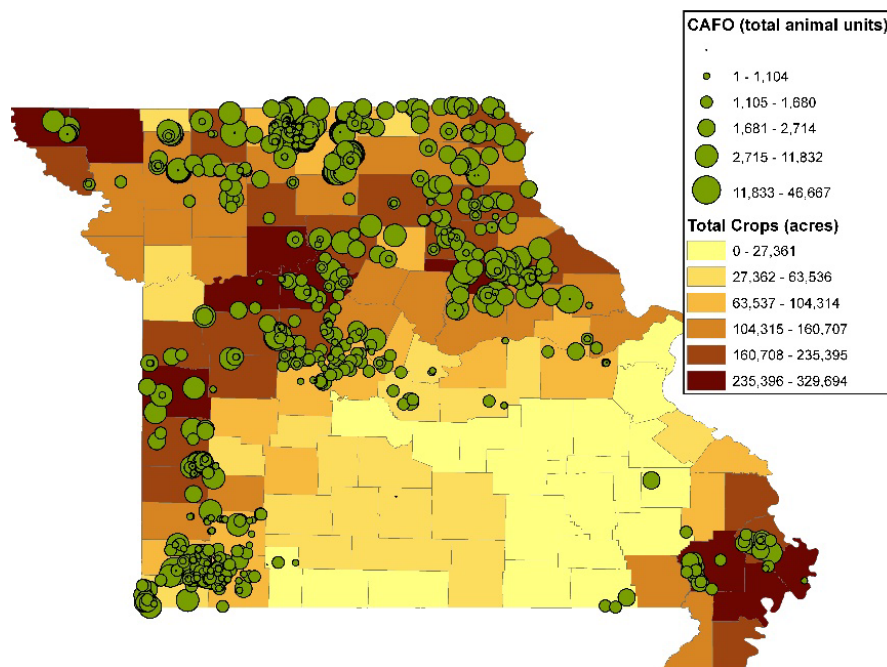 CAFO (total animal units)
1 - 1,104
1,105 - 1,680
1,681 - 2,714
2,715 - 11,832
11,833 - 46,667
Total Crops (acres)
0 - 27,361
27,362 - 63,536
63,537 - 104,314
104,315 - 160,707
160,708 - 235,395
235,396 - 329,694